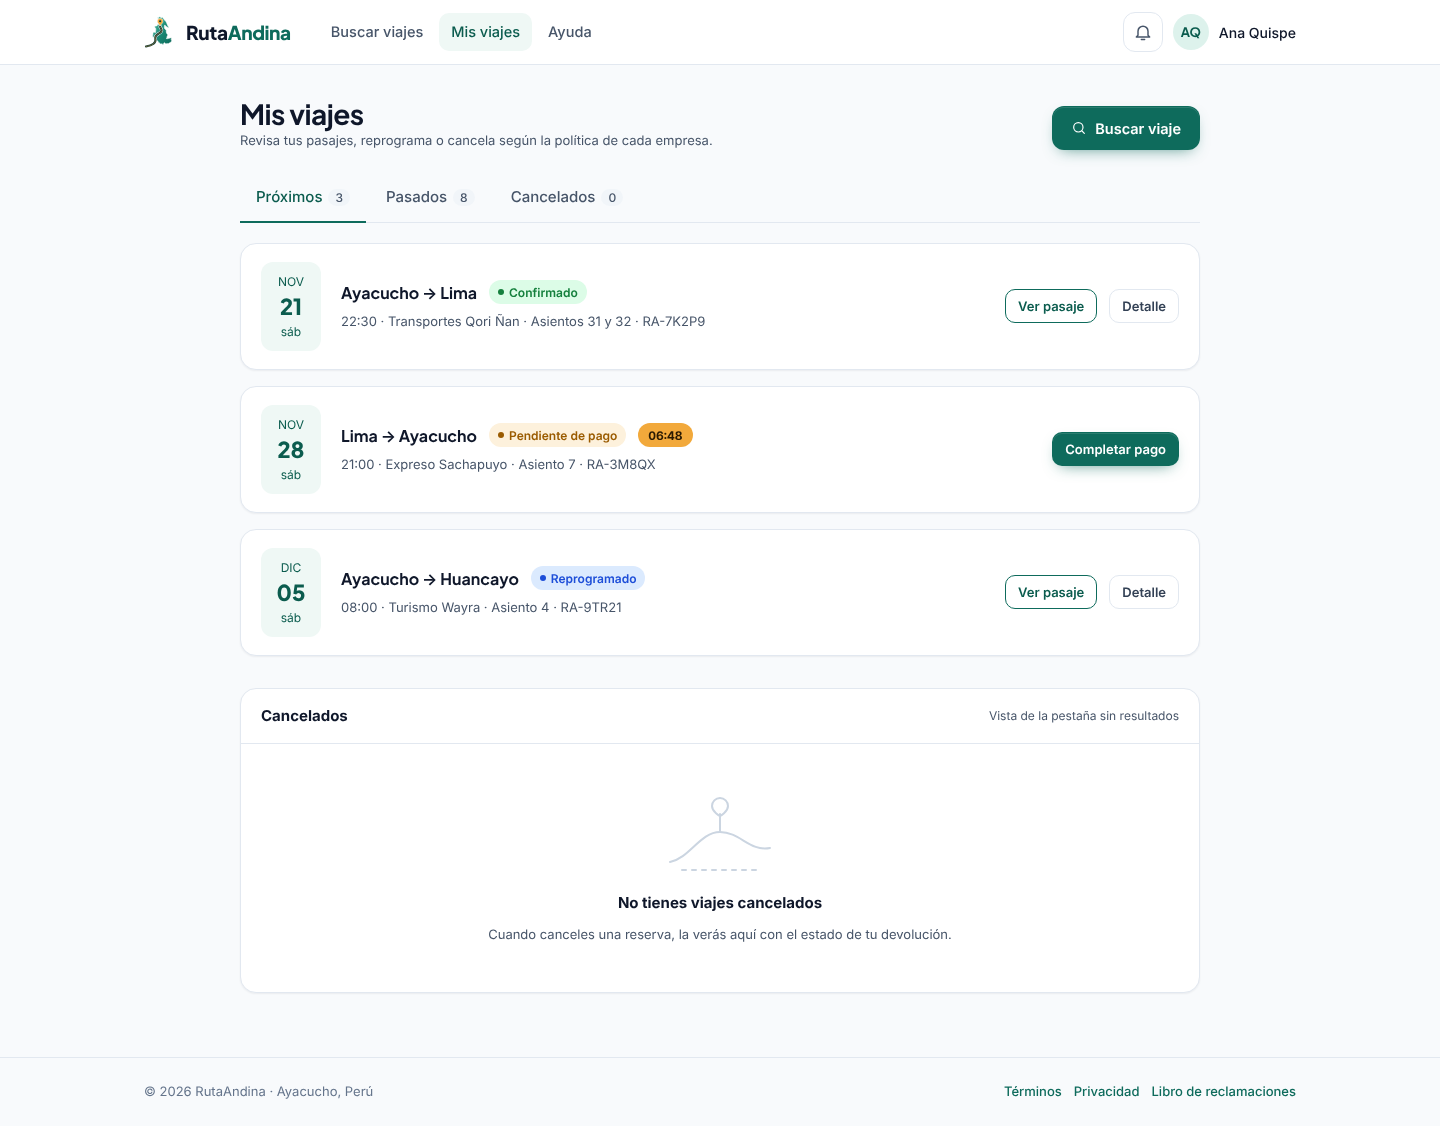 RutaAndina
Buscar viajes
Mis viajes
Ayuda
AQ
Ana Quispe
Mis viajes
Revisa tus pasajes, reprograma o cancela según la política de cada empresa.
Buscar viaje
Próximos 3
Pasados 8
Cancelados 0
NOV
21
sáb
Ayacucho → Lima
Confirmado
22:30 · Transportes Qori Ñan · Asientos 31 y 32 · RA-7K2P9
Ver pasaje
Detalle
NOV
28
sáb
Lima → Ayacucho
Pendiente de pago
06:48
21:00 · Expreso Sachapuyo · Asiento 7 · RA-3M8QX
Completar pago
DIC
05
sáb
Ayacucho → Huancayo
Reprogramado
08:00 · Turismo Wayra · Asiento 4 · RA-9TR21
Ver pasaje
Detalle
Cancelados
Vista de la pestaña sin resultados
No tienes viajes cancelados
Cuando canceles una reserva, la verás aquí con el estado de tu devolución.
© 2026 RutaAndina · Ayacucho, Perú
Términos
Privacidad
Libro de reclamaciones